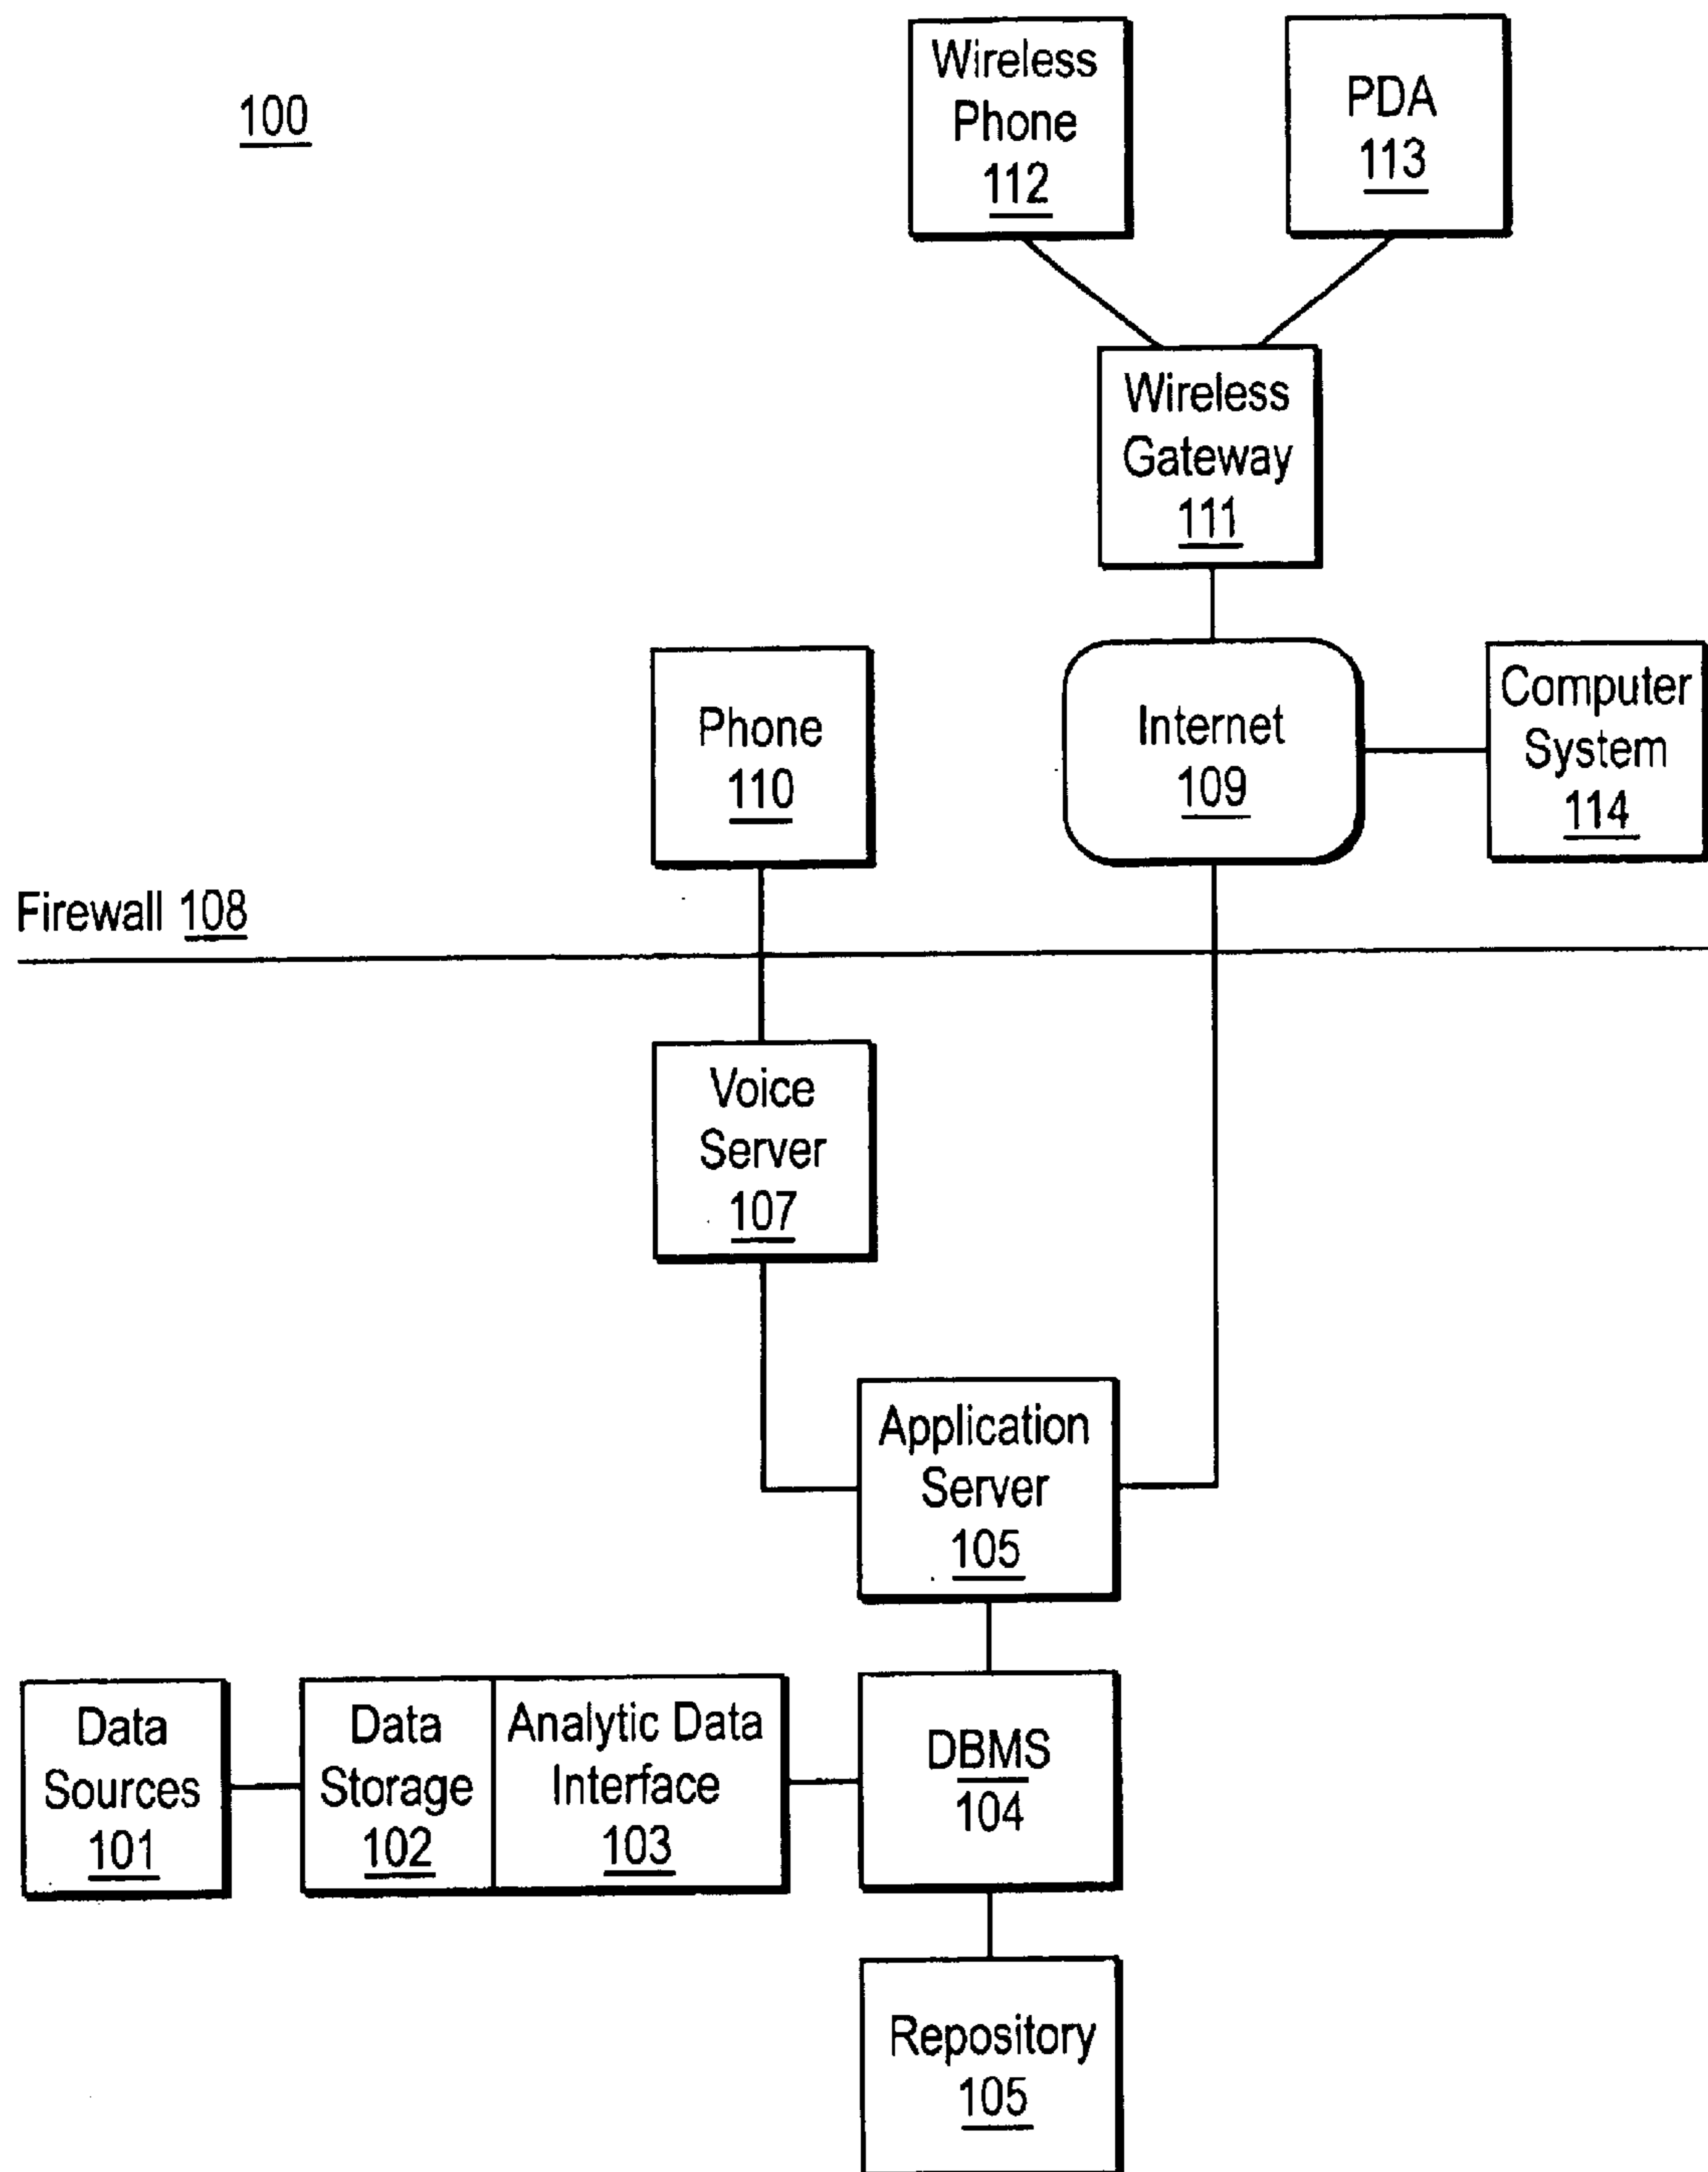 100
Wireless
Phone
112
PDA
113
Wireless
Gateway
111
Phone
110
Internet
109
Computer
System
114
Firewall 108
Voice
Server
107
Application
Server
105
Data
Sources
101
Data
Storage
102
Analytic Data
Interface
103
DBMS
104
Repository
105